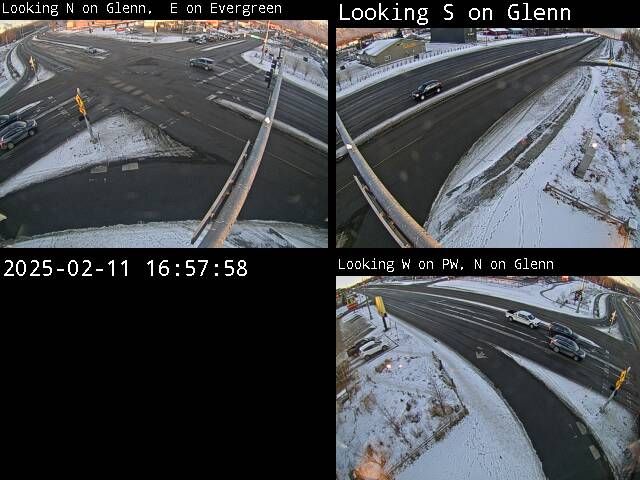 Looking N on Glenn,  E on Evergreen
Looking S on Glenn
2025-02-11 16:57:58
Looking W on PW, N on Glenn